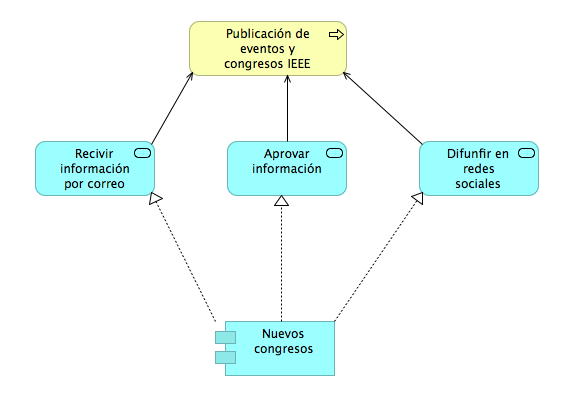 Publicación de
eventos y
congresos IEEE
Recivir
información
por correo
Aprovar
información
Difunfir en
redes
sociales
Nuevos
congresos